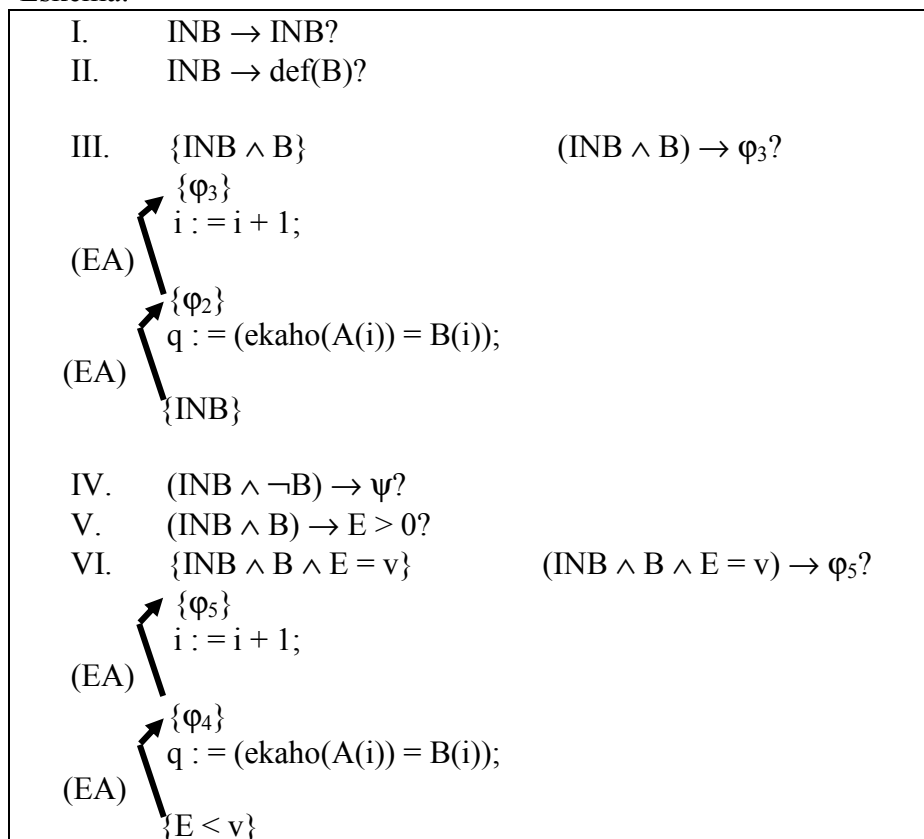 Eskema:
I. INB → INB?
II. INB → def(B)?
III. {INB ∧ B} (INB ∧ B) → φ₃?
{φ₃}
i : = i + 1;
(EA)
{φ₂}
q : = (ekaho(A(i)) = B(i));
(EA)
{INB}
IV. (INB ∧ ¬B) → ψ?
V. (INB ∧ B) → E > 0?
VI. {INB ∧ B ∧ E = v} (INB ∧ B ∧ E = v) → φ₅?
{φ₅}
i : = i + 1;
(EA)
{φ₄}
q : = (ekaho(A(i)) = B(i));
(EA)
{E < v}